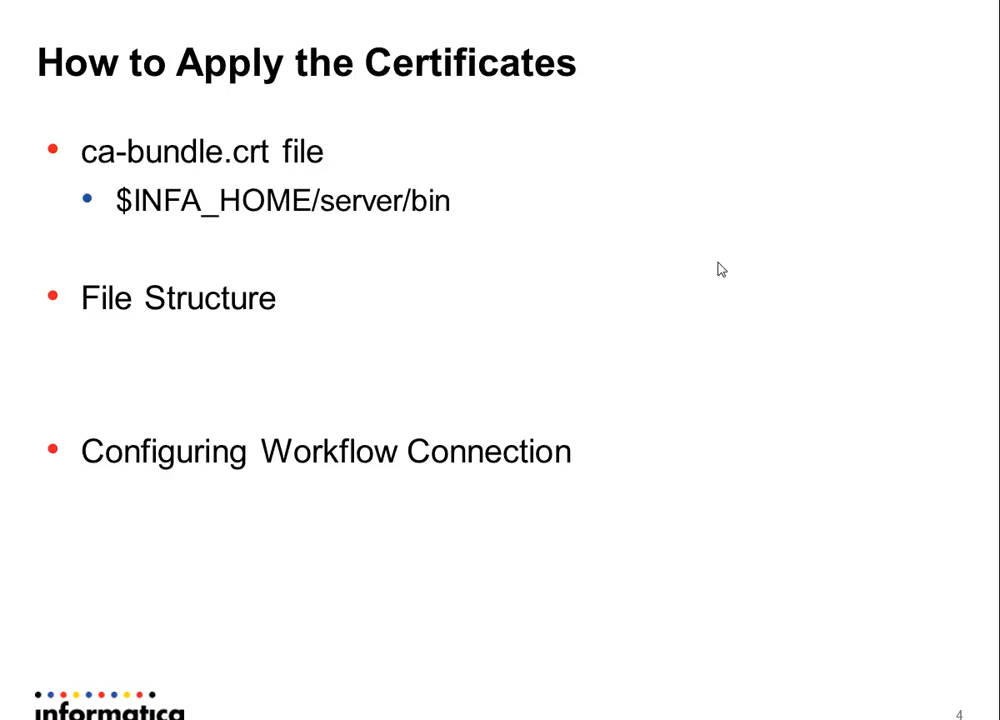 How to Apply the Certificates
• ca-bundle.crt file
• $INFA_HOME/server/bin
• File Structure
• Configuring Workflow Connection
informatica
4